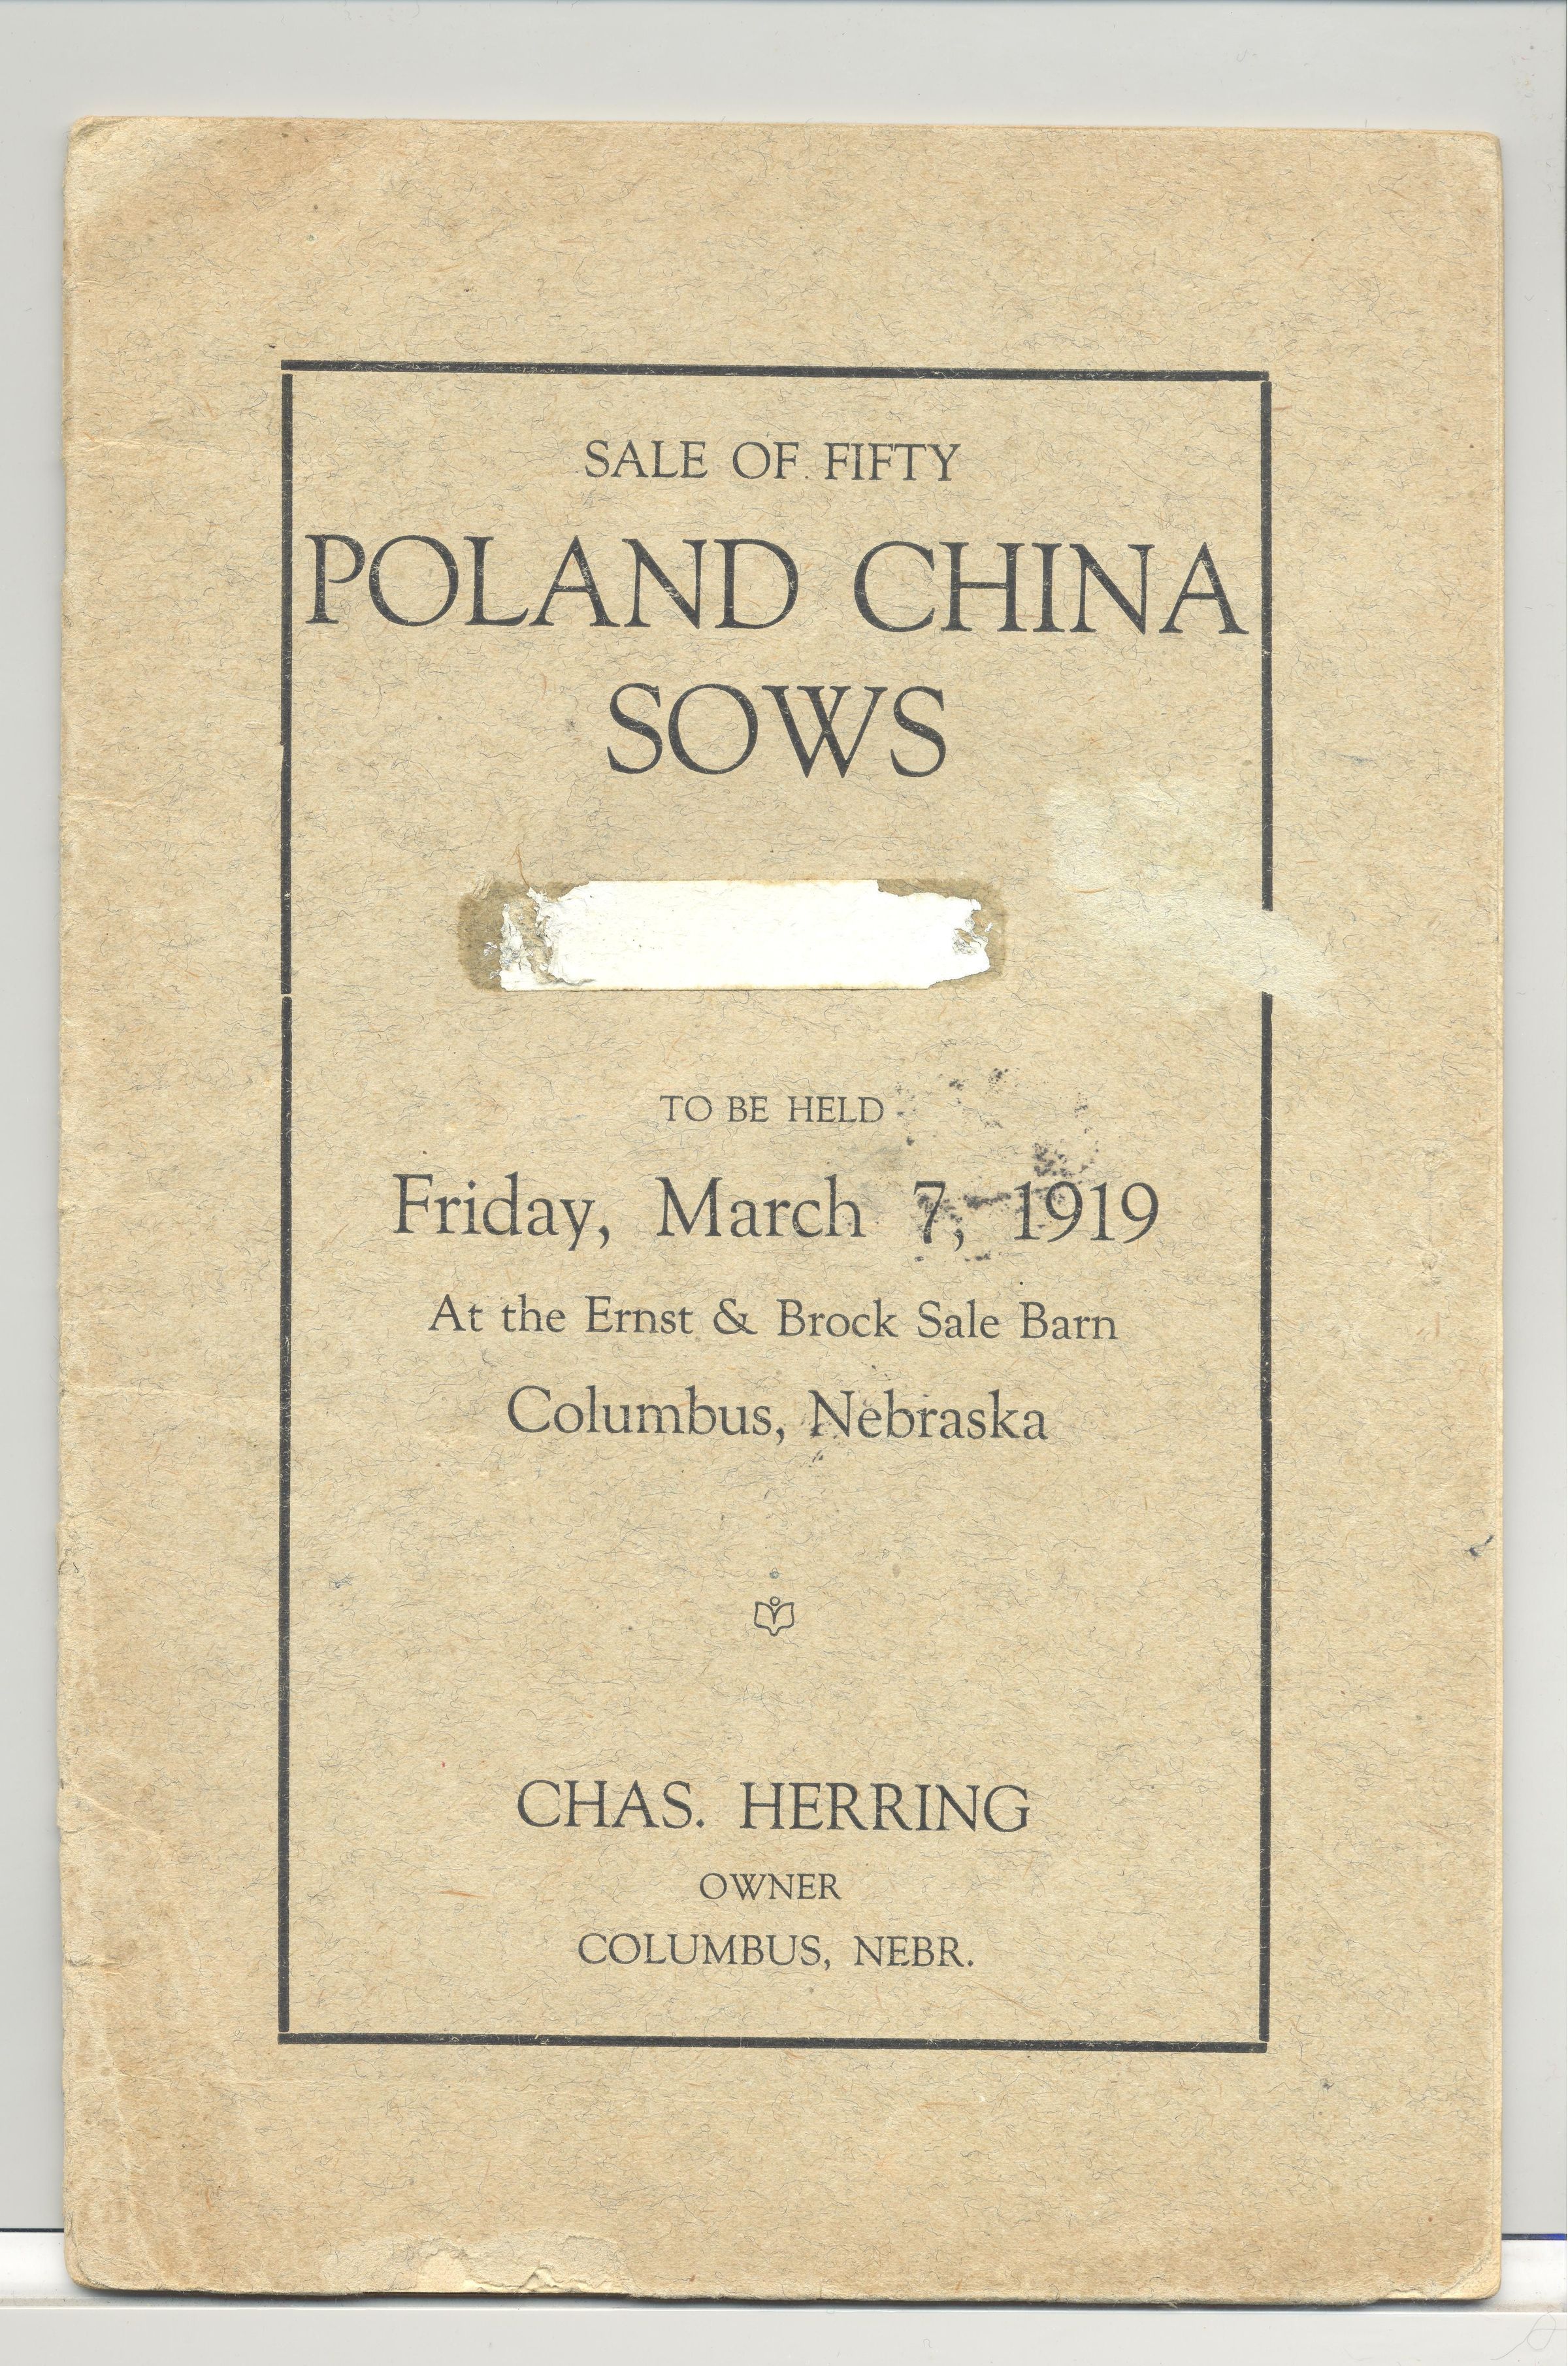 SALE OF FIFTY
POLAND CHINA
SOWS
TO BE HELD
Friday, March 7, 1919
At the Ernst & Brock Sale Barn
Columbus, Nebraska
CHAS. HERRING
OWNER
COLUMBUS, NEBR.